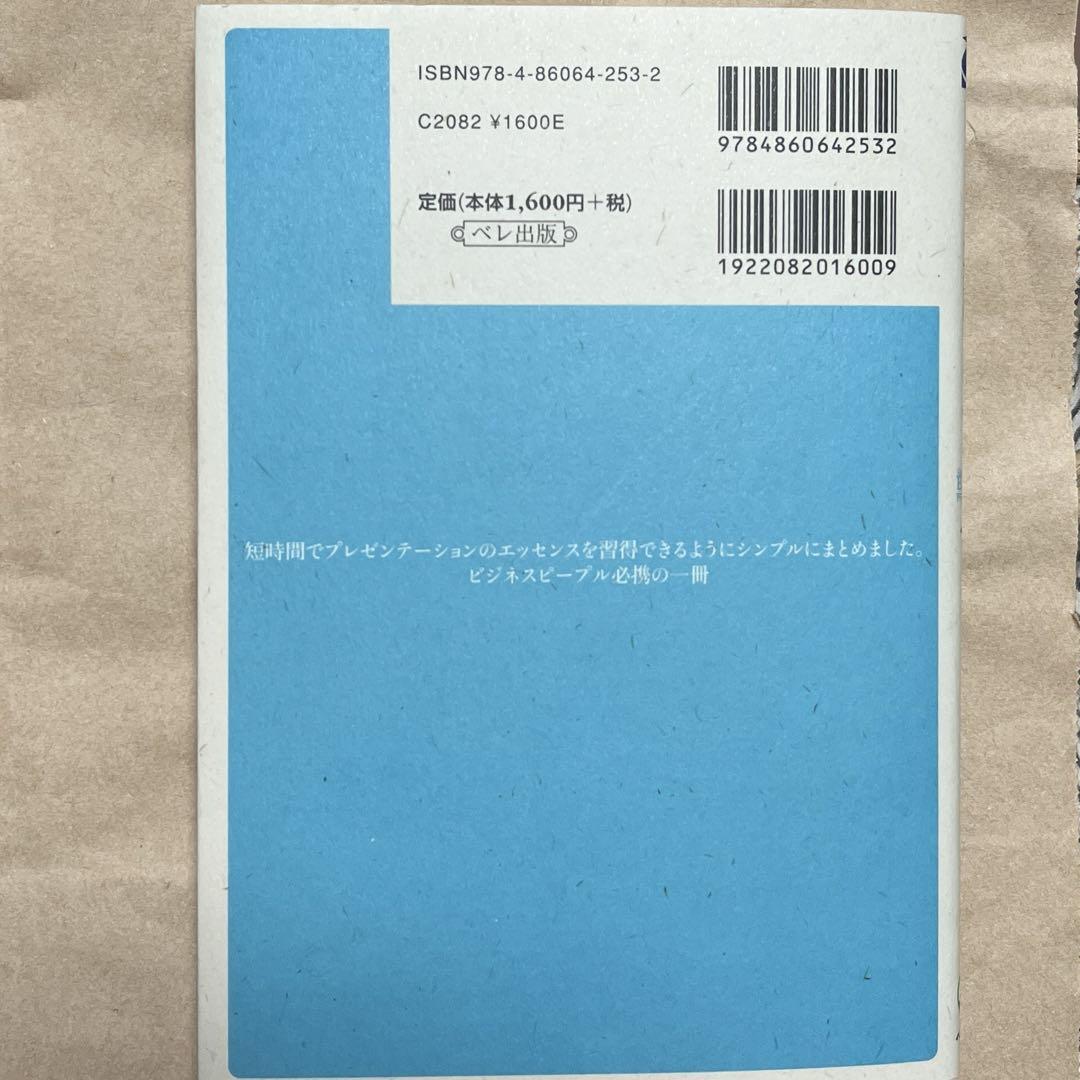 ISBN978-4-86064-253-2
C2082 ¥1600E
定価(本体1,600円+税)
ベレ出版
9784860642532
1922082016009
短時間でプレゼンテーションのエッセンスを習得できるようにシンプルにまとめました。
ビジネスピープル必携の一冊